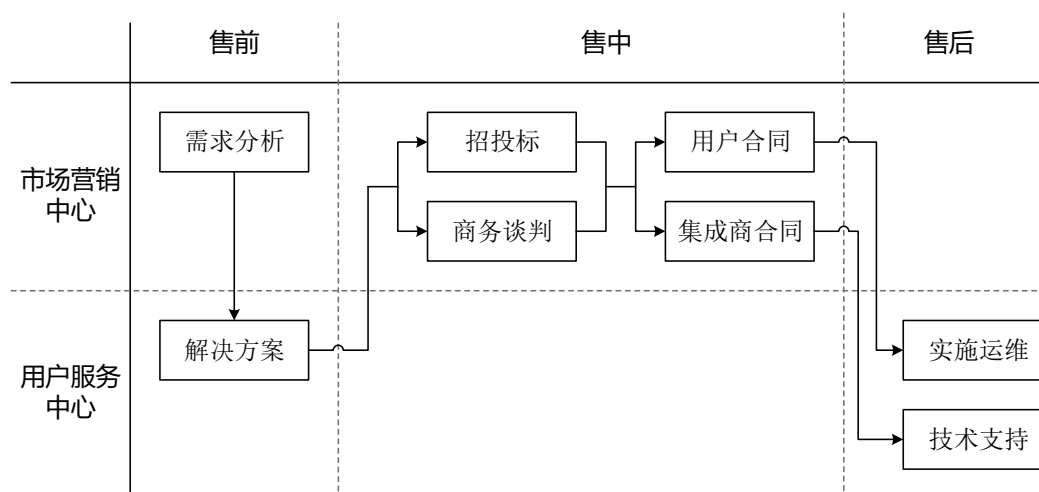 售前
售中
售后
市场营销
中心
需求分析
招投标
用户合同
商务谈判
集成商合同
用户服务
中心
解决方案
实施运维
技术支持